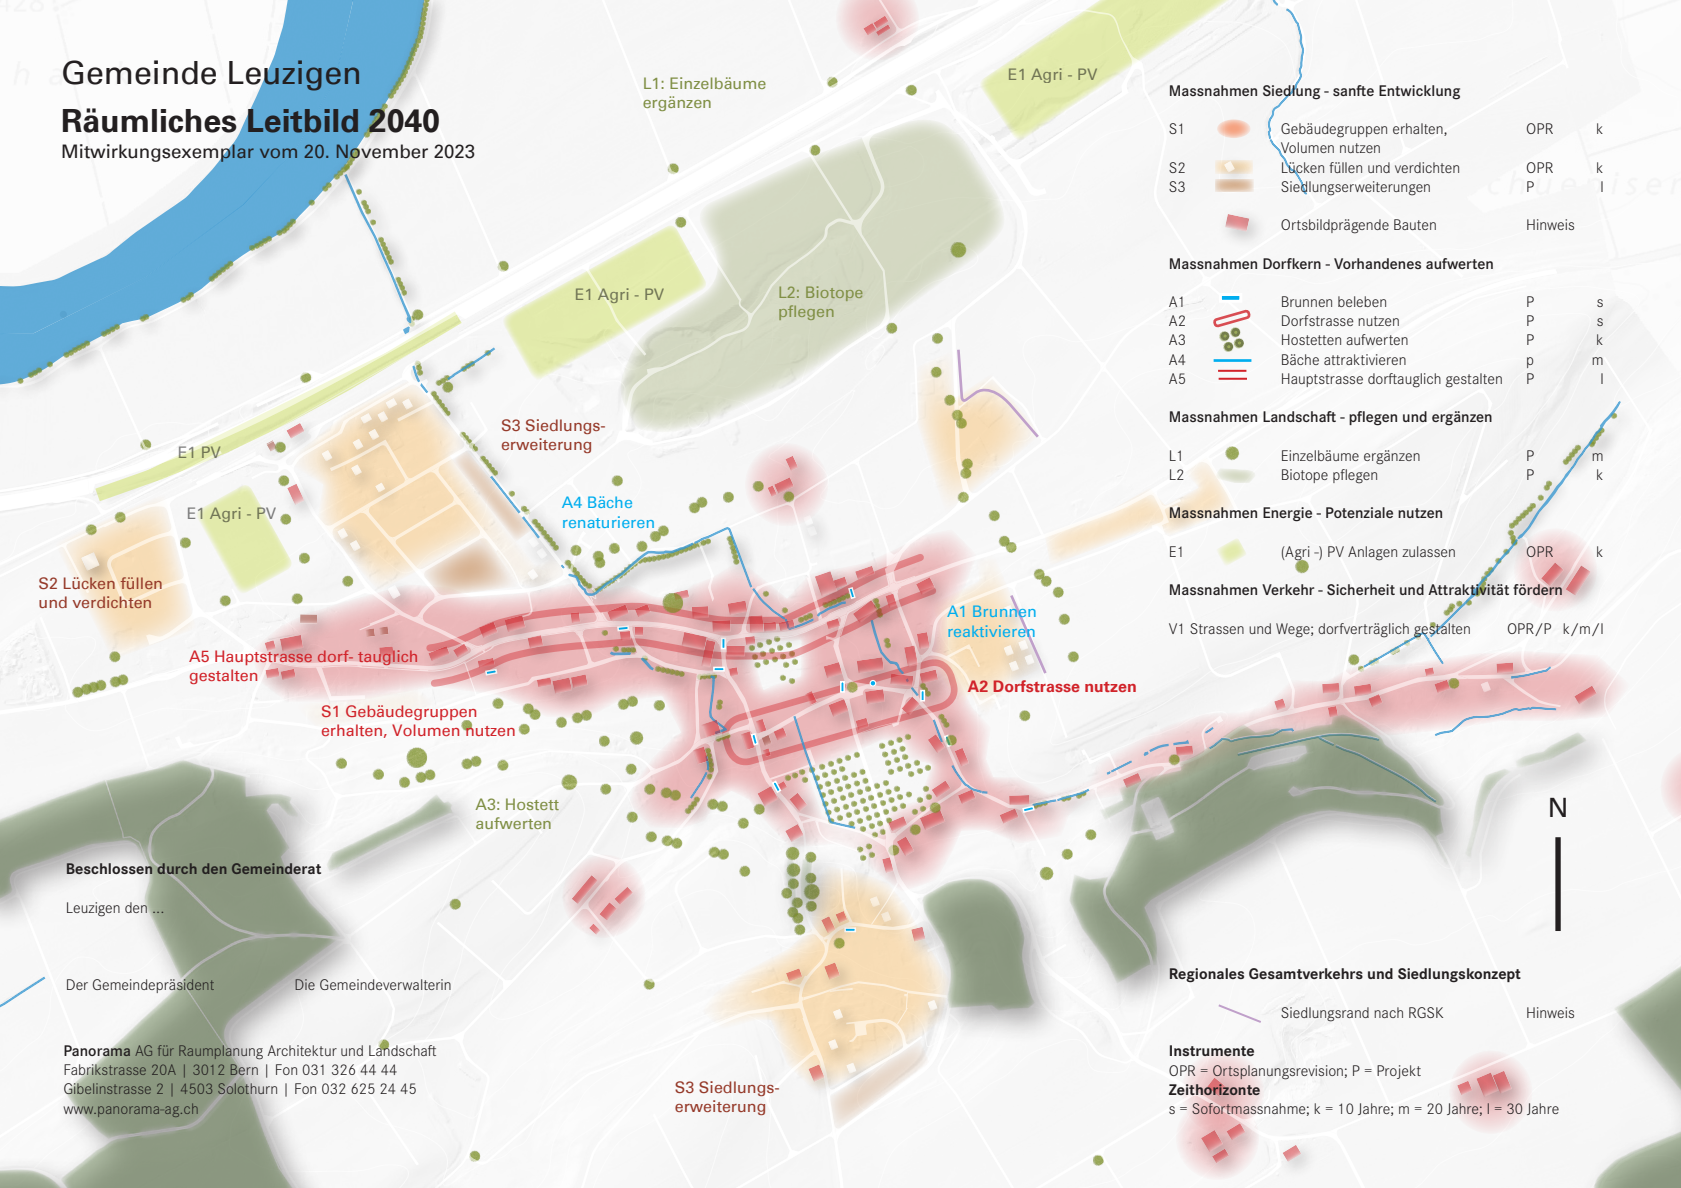 Gemeinde Leuzigen
Räumliches Leitbild 2040
Mitwirkungsexemplar vom 20. November 2023
L1: Einzelbäume
ergänzen
E1 Agri - PV
E1 Agri - PV
L2: Biotope
pflegen
S3 Siedlungs-
erweiterung
E1 PV
E1 Agri - PV
A4 Bäche
renaturieren
S2 Lücken füllen
und verdichten
A1 Brunnen
reaktivieren
A5 Hauptstrasse dorf- tauglich
gestalten
A2 Dorfstrasse nutzen
S1 Gebäudegruppen
erhalten, Volumen nutzen
A3: Hostett
aufwerten
S3 Siedlungs-
erweiterung
Beschlossen durch den Gemeinderat
Leuzigen den ...
Der Gemeindepräsident Die Gemeindeverwalterin
Panorama AG für Raumplanung Architektur und Landschaft
Fabrikstrasse 20A | 3012 Bern | Fon 031 326 44 44
Gibelinstrasse 2 | 4503 Solothurn | Fon 032 625 24 45
www.panorama-ag.ch
Massnahmen Siedlung - sanfte Entwicklung
S1 Gebäudegruppen erhalten, OPR k
Volumen nutzen
S2 Lücken füllen und verdichten OPR k
S3 Siedlungserweiterungen P l
Ortsbildprägende Bauten Hinweis
Massnahmen Dorfkern - Vorhandenes aufwerten
A1 Brunnen beleben P s
A2 Dorfstrasse nutzen P s
A3 Hostetten aufwerten P k
A4 Bäche attraktivieren p m
A5 Hauptstrasse dorftauglich gestalten P l
Massnahmen Landschaft - pflegen und ergänzen
L1 Einzelbäume ergänzen P m
L2 Biotope pflegen P k
Massnahmen Energie - Potenziale nutzen
E1 (Agri -) PV Anlagen zulassen OPR k
Massnahmen Verkehr - Sicherheit und Attraktivität fördern
V1 Strassen und Wege; dorfverträglich gestalten OPR/P k/m/l
N
Regionales Gesamtverkehrs und Siedlungskonzept
Siedlungsrand nach RGSK Hinweis
Instrumente
OPR = Ortsplanungsrevision; P = Projekt
Zeithorizonte
s = Sofortmassnahme; k = 10 Jahre; m = 20 Jahre; l = 30 Jahre